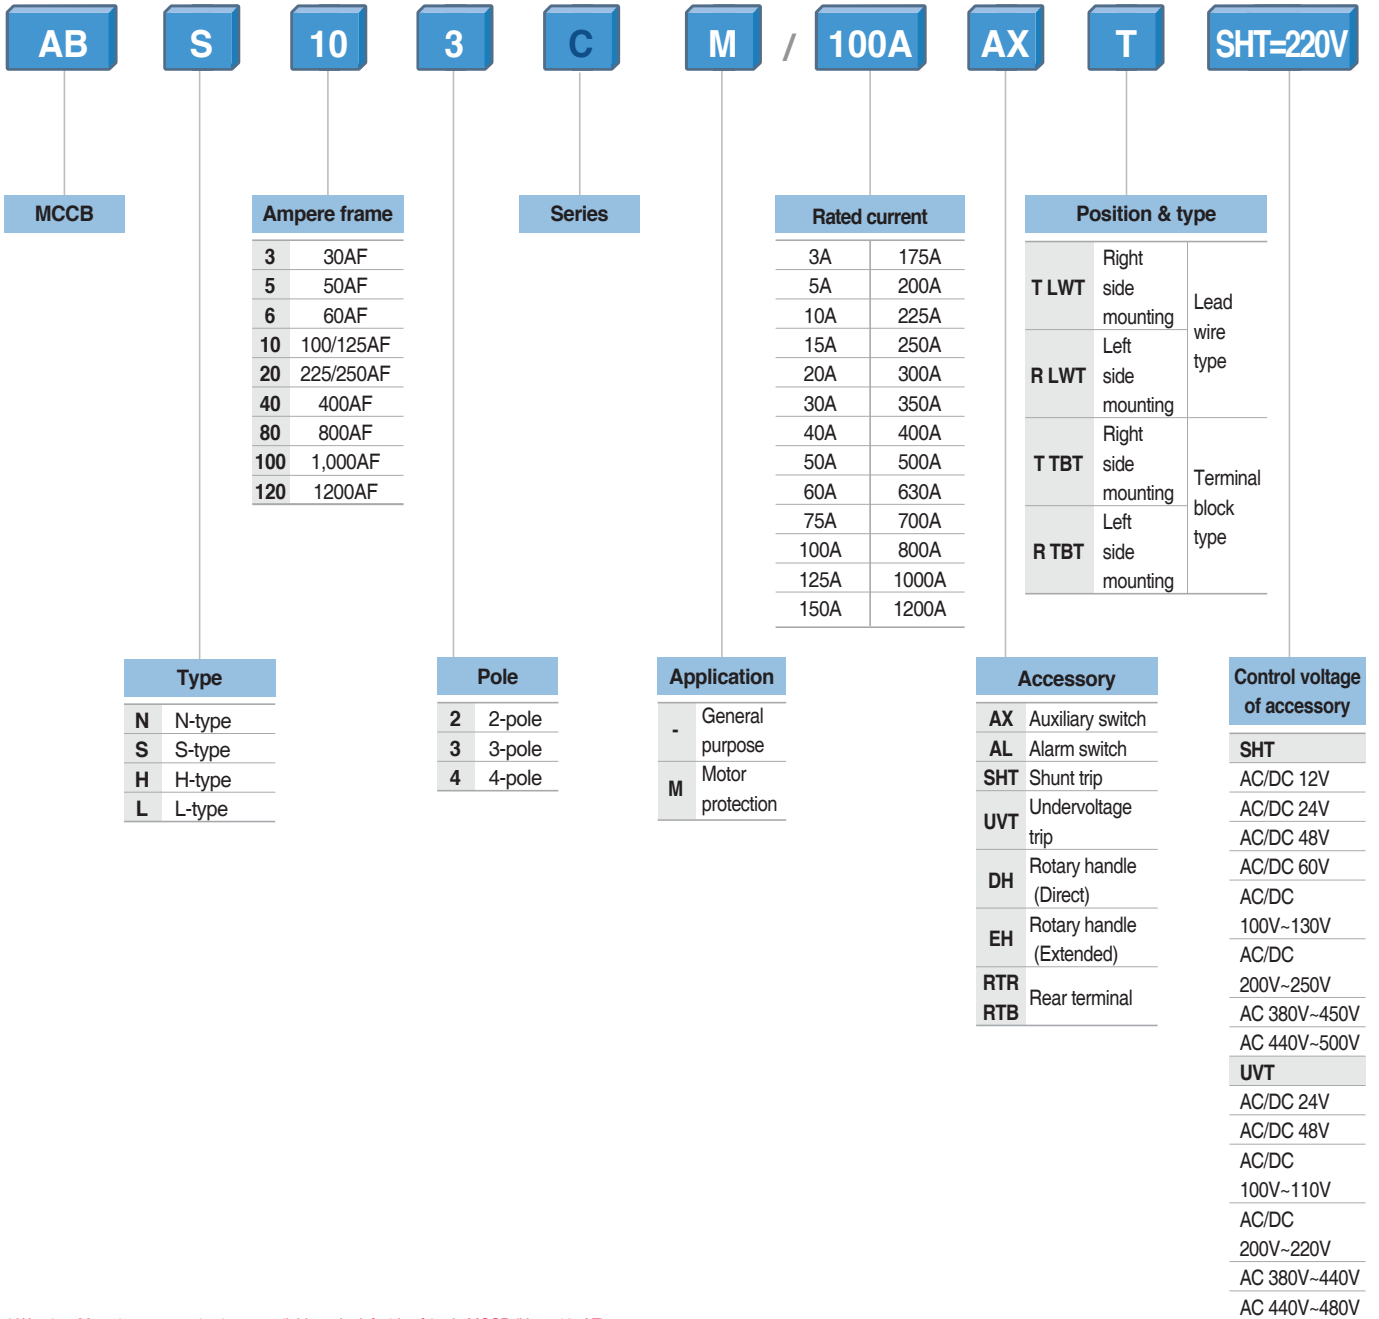 AB S 10 3 C M / 100A AX T SHT=220V
MCCB
Ampere frame
3 30AF
5 50AF
6 60AF
10 100/125AF
20 225/250AF
40 400AF
80 800AF
100 1,000AF
120 1200AF
Series
Rated current
3A 175A
5A 200A
10A 225A
15A 250A
20A 300A
30A 350A
40A 400A
50A 500A
60A 630A
75A 700A
100A 800A
125A 1000A
150A 1200A
Position & type
T LWT Right
side
mounting
R LWT Left
side
mounting
Lead
wire
type
T TBT Right
side
mounting
R TBT Left
side
mounting
Terminal
block
type
Type
N N-type
S S-type
H H-type
L L-type
Pole
2 2-pole
3 3-pole
4 4-pole
Application
- General
purpose
M Motor
protection
Accessory
AX Auxiliary switch
AL Alarm switch
SHT Shunt trip
UVT Undervoltage
trip
DH Rotary handle
(Direct)
EH Rotary handle
(Extended)
RTR
RTB
Rear terminal
Control voltage
of accessory
SHT
AC/DC 12V
AC/DC 24V
AC/DC 48V
AC/DC 60V
AC/DC
100V~130V
AC/DC
200V~250V
AC 380V~450V
AC 440V~500V
UVT
AC/DC 24V
AC/DC 48V
AC/DC
100V~110V
AC/DC
200V~220V
AC 380V~440V
AC 440V~480V